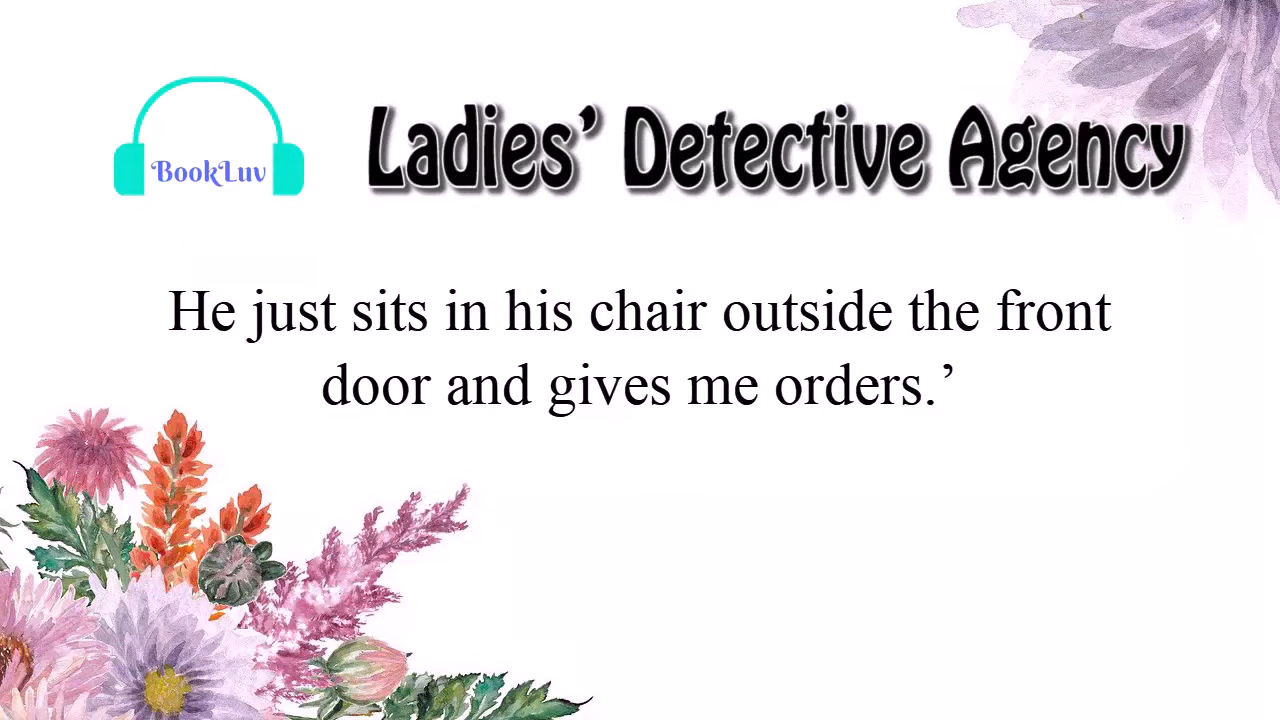 BookLuv
Ladies’ Detective Agency
He just sits in his chair outside the front
door and gives me orders.’